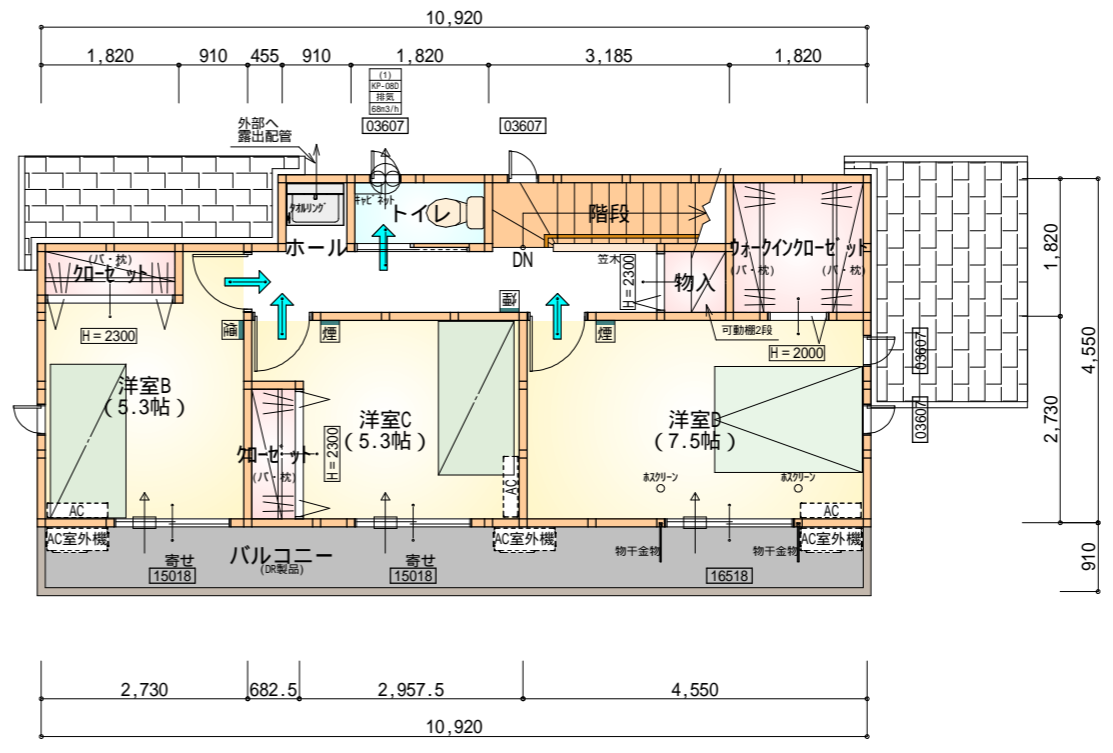 10,920
1,820
910
455
910
1,820
3,185
1,820
(1)
KP-08D
排気
68m3/h
03607
03607
外部へ
露出配管
タオルリング
キャビネット
トイレ
階段
ホール
DN
笠木
H=2300
物入
ウォークインクローゼット
(パ・枕)
(パ・枕)
(パ・枕)
クローゼット
H=2300
煙
煙
煙
煙
可動棚2段
H=2000
1,820
4,550
2,730
910
03607
03607
洋室B
(5.3帖)
洋室C
(5.3帖)
洋室D
(7.5帖)
クローゼット
(パ・枕)
H=2300
ホスクリーン
ホスクリーン
AC
AC
AC
AC室外機
AC室外機
AC室外機
バルコニー
(DR製品)
寄せ
15018
寄せ
15018
物干金物
物干金物
16518
2,730
682.5
2,957.5
4,550
10,920